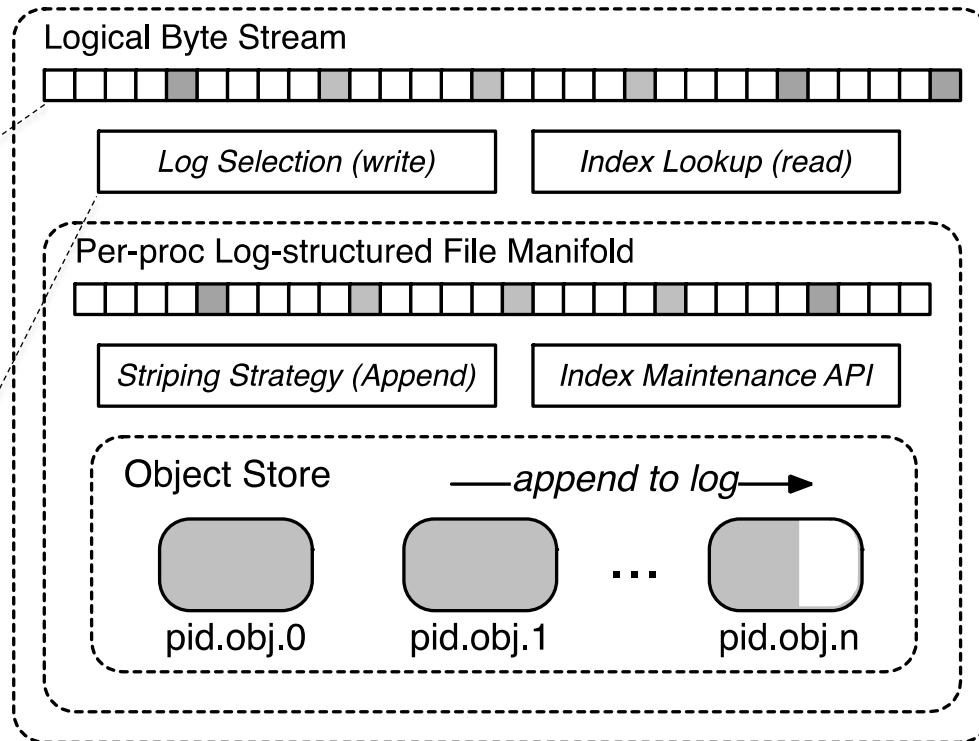 Logical Byte Stream
Log Selection (write) Index Lookup (read)
Per-proc Log-structured File Manifold
Striping Strategy (Append) Index Maintenance API
Object Store append to log
...
pid.obj.0 pid.obj.1 pid.obj.n